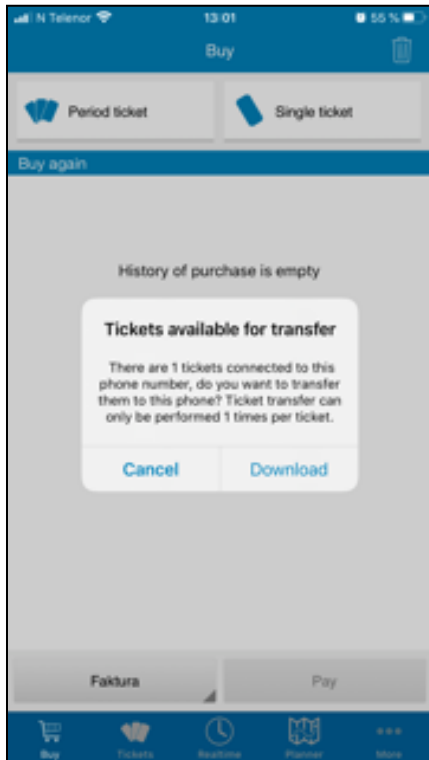 N Telenor 13:01 55 %
Buy
Period ticket Single ticket
Buy again
History of purchase is empty
Tickets available for transfer
There are 1 tickets connected to this
phone number, do you want to transfer
them to this phone? Ticket transfer can
only be performed 1 times per ticket.
Cancel Download
Faktura Pay
Buy Tickets Realtime Planner More